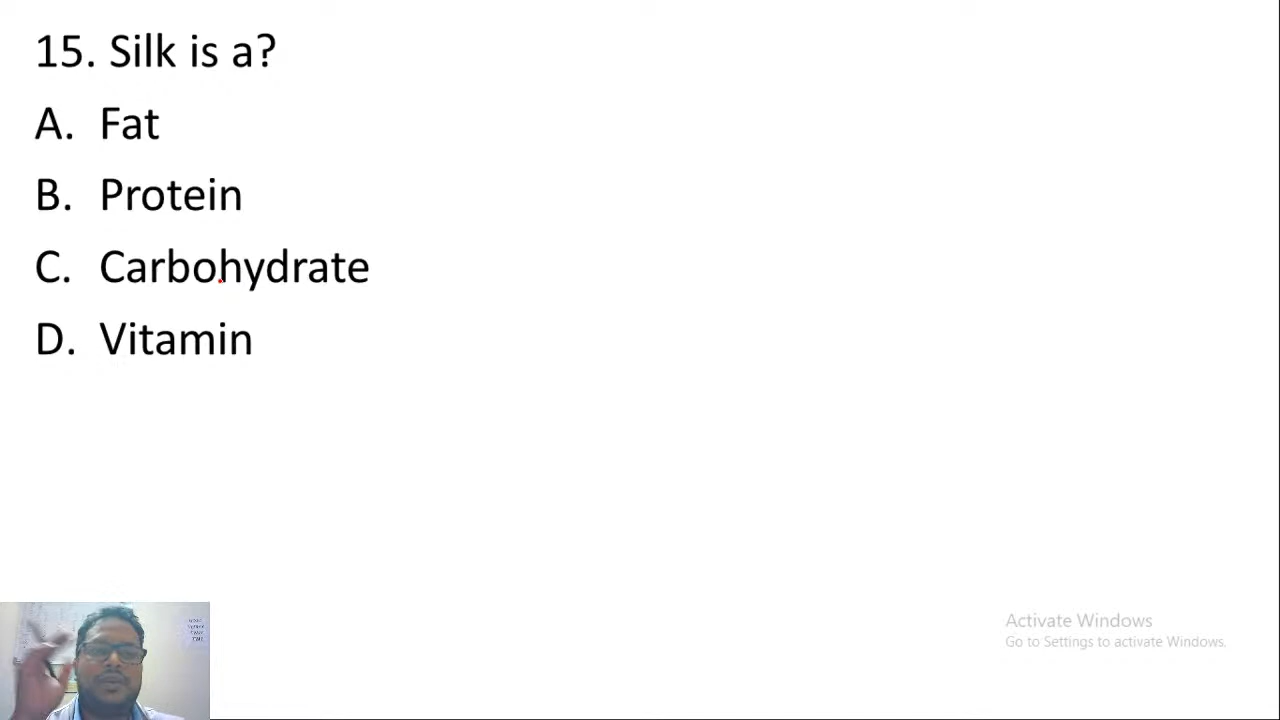 15. Silk is a?
A. Fat
B. Protein
C. Carbohydrate
D. Vitamin
Activate Windows
Go to Settings to activate Windows.